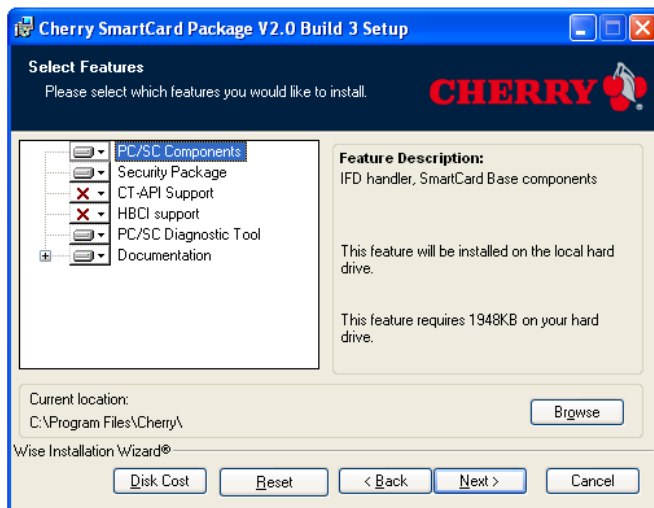 Cherry SmartCard Package V2.0 Build 3 Setup
Select Features
Please select which features you would like to install.
CHERRY
PC/SC Components
Security Package
CT-API Support
HBCI support
PC/SC Diagnostic Tool
Documentation
Feature Description:
IFD handler, SmartCard Base components
This feature will be installed on the local hard
drive.
This feature requires 1948KB on your hard
drive.
Current location:
C:\Program Files\Cherry\
Browse
Wise Installation Wizard®
Disk Cost
Reset
< Back
Next >
Cancel